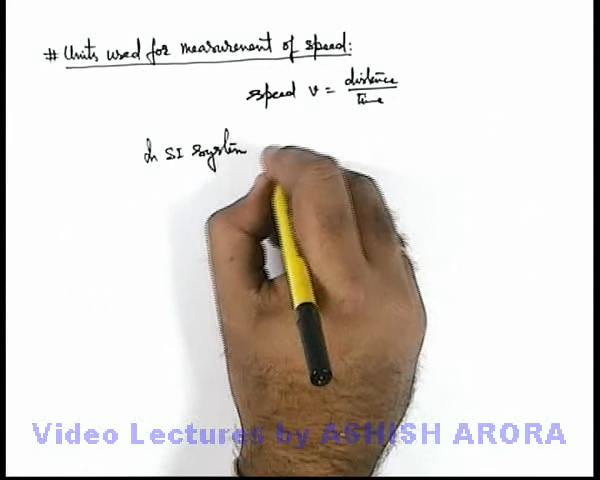 # Units used for measurement of speed:
speed v = distance / time
In SI system
Video Lectures by ASHISH ARORA